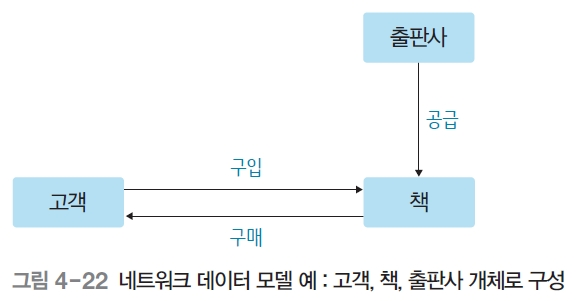 출판사
공급
구입
고객
책
구매
그림 4-22 네트워크 데이터 모델 예 : 고객, 책, 출판사 개체로 구성